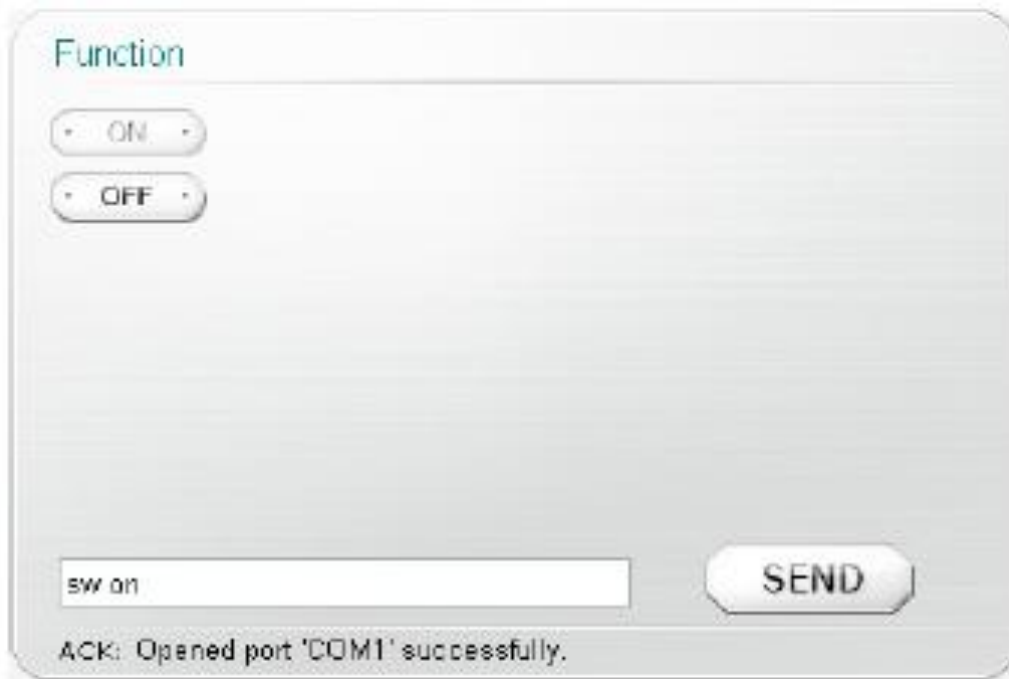 Function
ON
OFF
sw on
SEND
ACK: Opened port 'COM1' successfully.